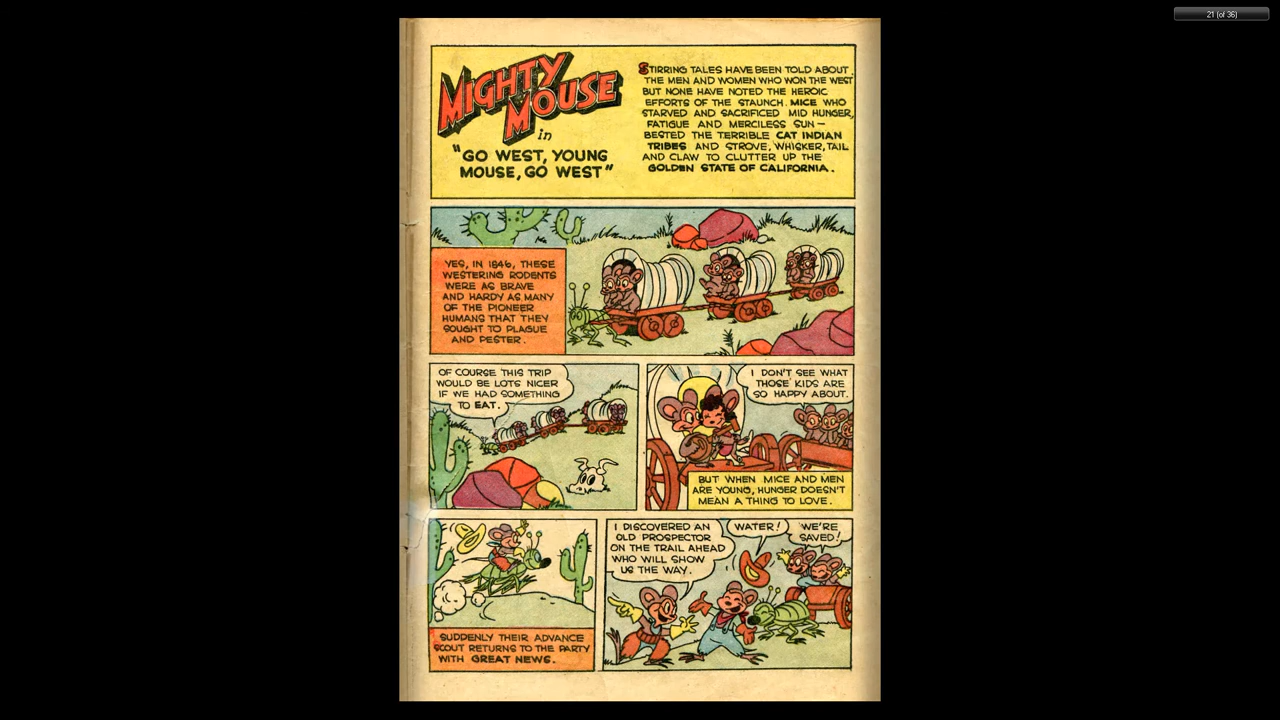 21 (of 36)
MIGHTY
MOUSE
in
"GO WEST, YOUNG
MOUSE, GO WEST"
STIRRING TALES HAVE BEEN TOLD ABOUT
THE MEN AND WOMEN WHO WON THE WEST
BUT NONE HAVE NOTED THE HEROIC
EFFORTS OF THE STAUNCH. MICE WHO
STARVED AND SACRIFICED MID HUNGER,
FATIGUE AND MERCILESS SUN—
BESTED THE TERRIBLE CAT INDIAN
TRIBES AND STROVE, WHISKER, TAIL
AND CLAW TO CLUTTER UP THE
GOLDEN STATE OF CALIFORNIA.
YES, IN 1846, THESE
WESTERING RODENTS
WERE AS BRAVE
AND HARDY AS MANY
OF THE PIONEER
HUMANS THAT THEY
SOUGHT TO PLAGUE
AND PESTER.
OF COURSE THIS TRIP
WOULD BE LOTS NICER
IF WE HAD SOMETHING
TO EAT.
I DON'T SEE WHAT
THOSE KIDS ARE
SO HAPPY ABOUT.
BUT WHEN MICE AND MEN
ARE YOUNG, HUNGER DOESN'T
MEAN A THING TO LOVE.
SUDDENLY THEIR ADVANCE
SCOUT RETURNS TO THE PARTY
WITH GREAT NEWS.
I DISCOVERED AN
OLD PROSPECTOR
ON THE TRAIL AHEAD
WHO WILL SHOW
US THE WAY.
WATER!
WE'RE
SAVED!